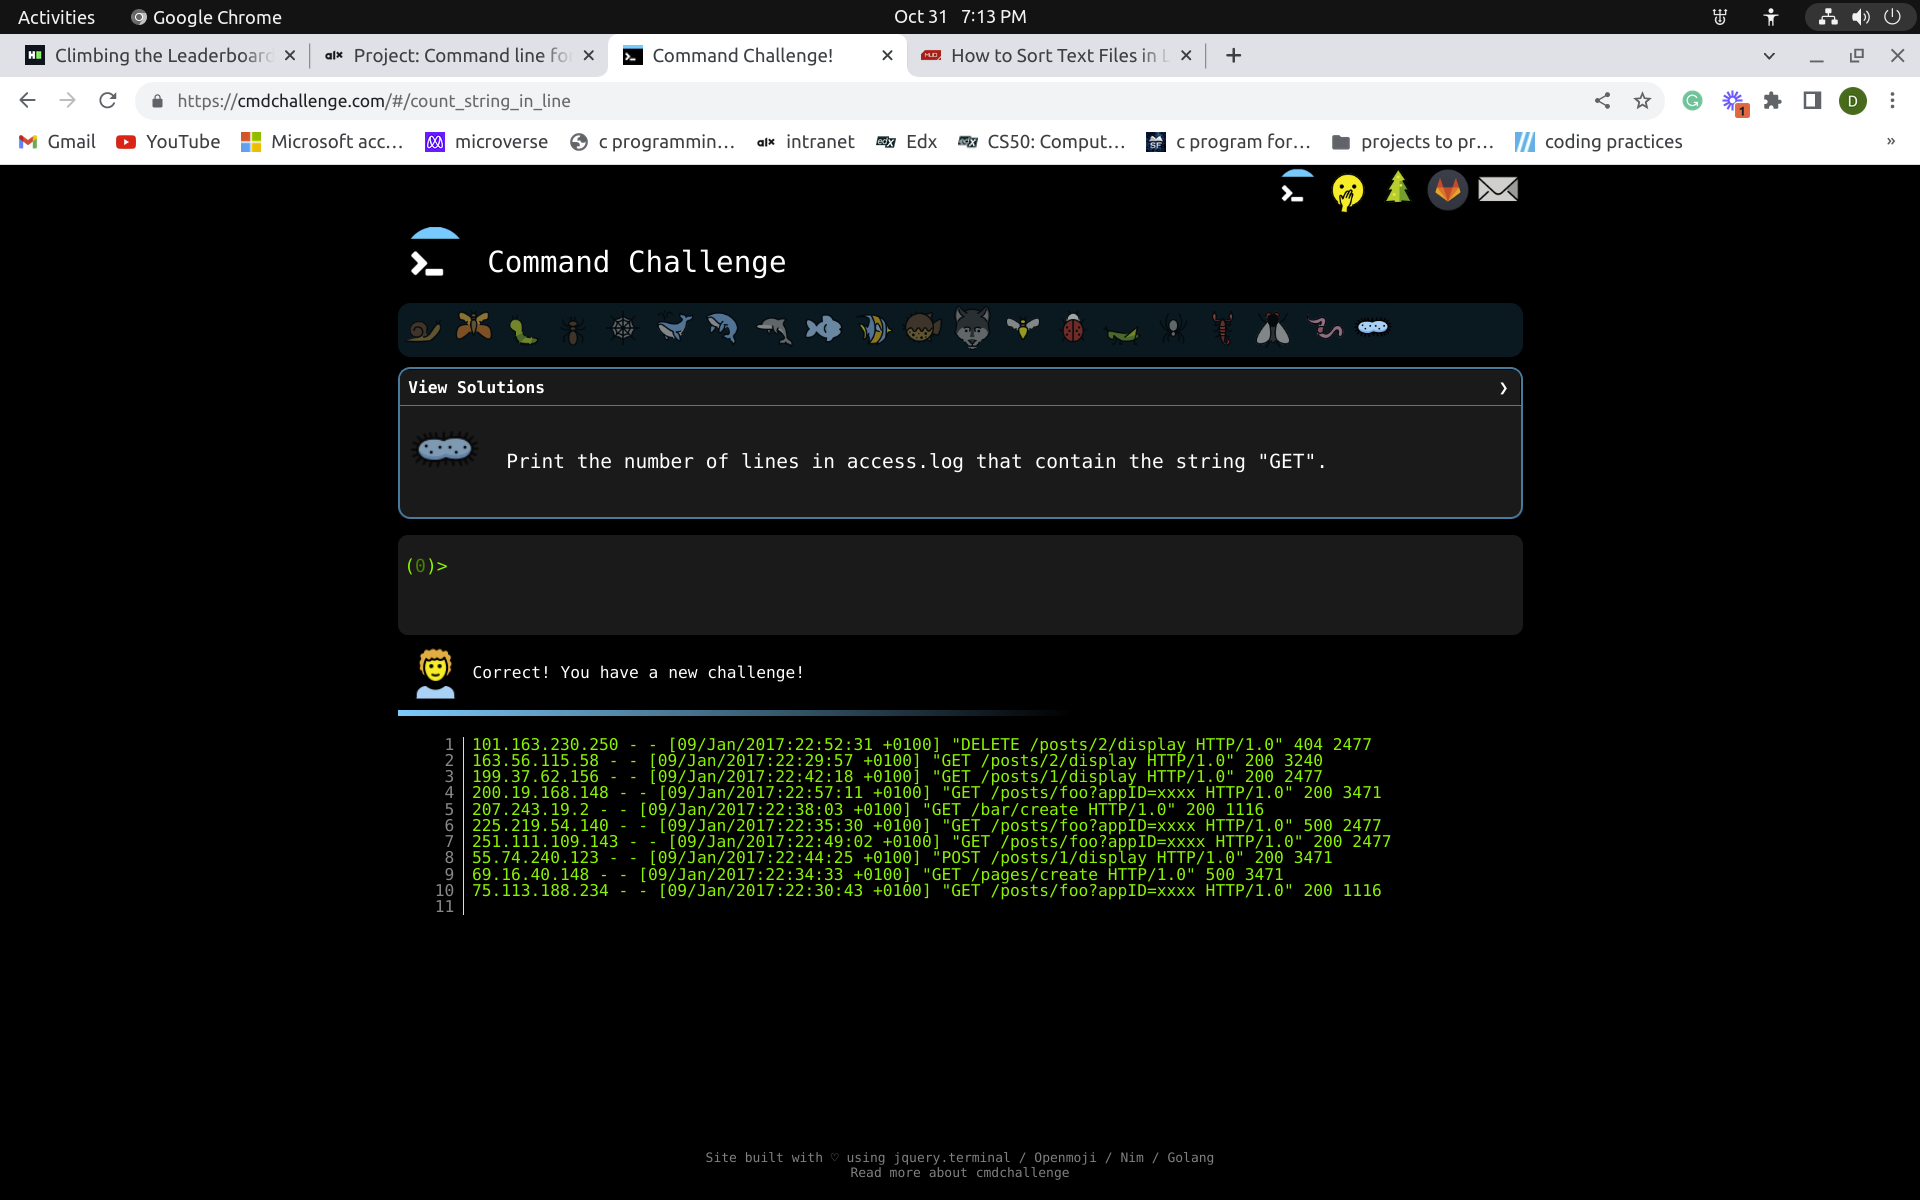 Activities Google Chrome Oct 31 7:13 PM
Climbing the Leaderboard Project: Command line fo Command Challenge! How to Sort Text Files in L
https://cmdchallenge.com/#/count_string_in_line 1 D
Gmail YouTube Microsoft acc... microverse c programmin... alx intranet edX Edx edX CS50: Comput... SF c program for... projects to pr... coding practices »
Command Challenge
View Solutions ❯
Print the number of lines in access.log that contain the string "GET".
(0)>
Correct! You have a new challenge!
1 101.163.230.250 - - [09/Jan/2017:22:52:31 +0100] "DELETE /posts/2/display HTTP/1.0" 404 2477
2 163.56.115.58 - - [09/Jan/2017:22:29:57 +0100] "GET /posts/2/display HTTP/1.0" 200 3240
3 199.37.62.156 - - [09/Jan/2017:22:42:18 +0100] "GET /posts/1/display HTTP/1.0" 200 2477
4 200.19.168.148 - - [09/Jan/2017:22:57:11 +0100] "GET /posts/foo?appID=xxxx HTTP/1.0" 200 3471
5 207.243.19.2 - - [09/Jan/2017:22:38:03 +0100] "GET /bar/create HTTP/1.0" 200 1116
6 225.219.54.140 - - [09/Jan/2017:22:35:30 +0100] "GET /posts/foo?appID=xxxx HTTP/1.0" 500 2477
7 251.111.109.143 - - [09/Jan/2017:22:49:02 +0100] "GET /posts/foo?appID=xxxx HTTP/1.0" 200 2477
8 55.74.240.123 - - [09/Jan/2017:22:44:25 +0100] "POST /posts/1/display HTTP/1.0" 200 3471
9 69.16.40.148 - - [09/Jan/2017:22:34:33 +0100] "GET /pages/create HTTP/1.0" 500 3471
10 75.113.188.234 - - [09/Jan/2017:22:30:43 +0100] "GET /posts/foo?appID=xxxx HTTP/1.0" 200 1116
11
Site built with ♡ using jquery.terminal / Openmoji / Nim / Golang
Read more about cmdchallenge